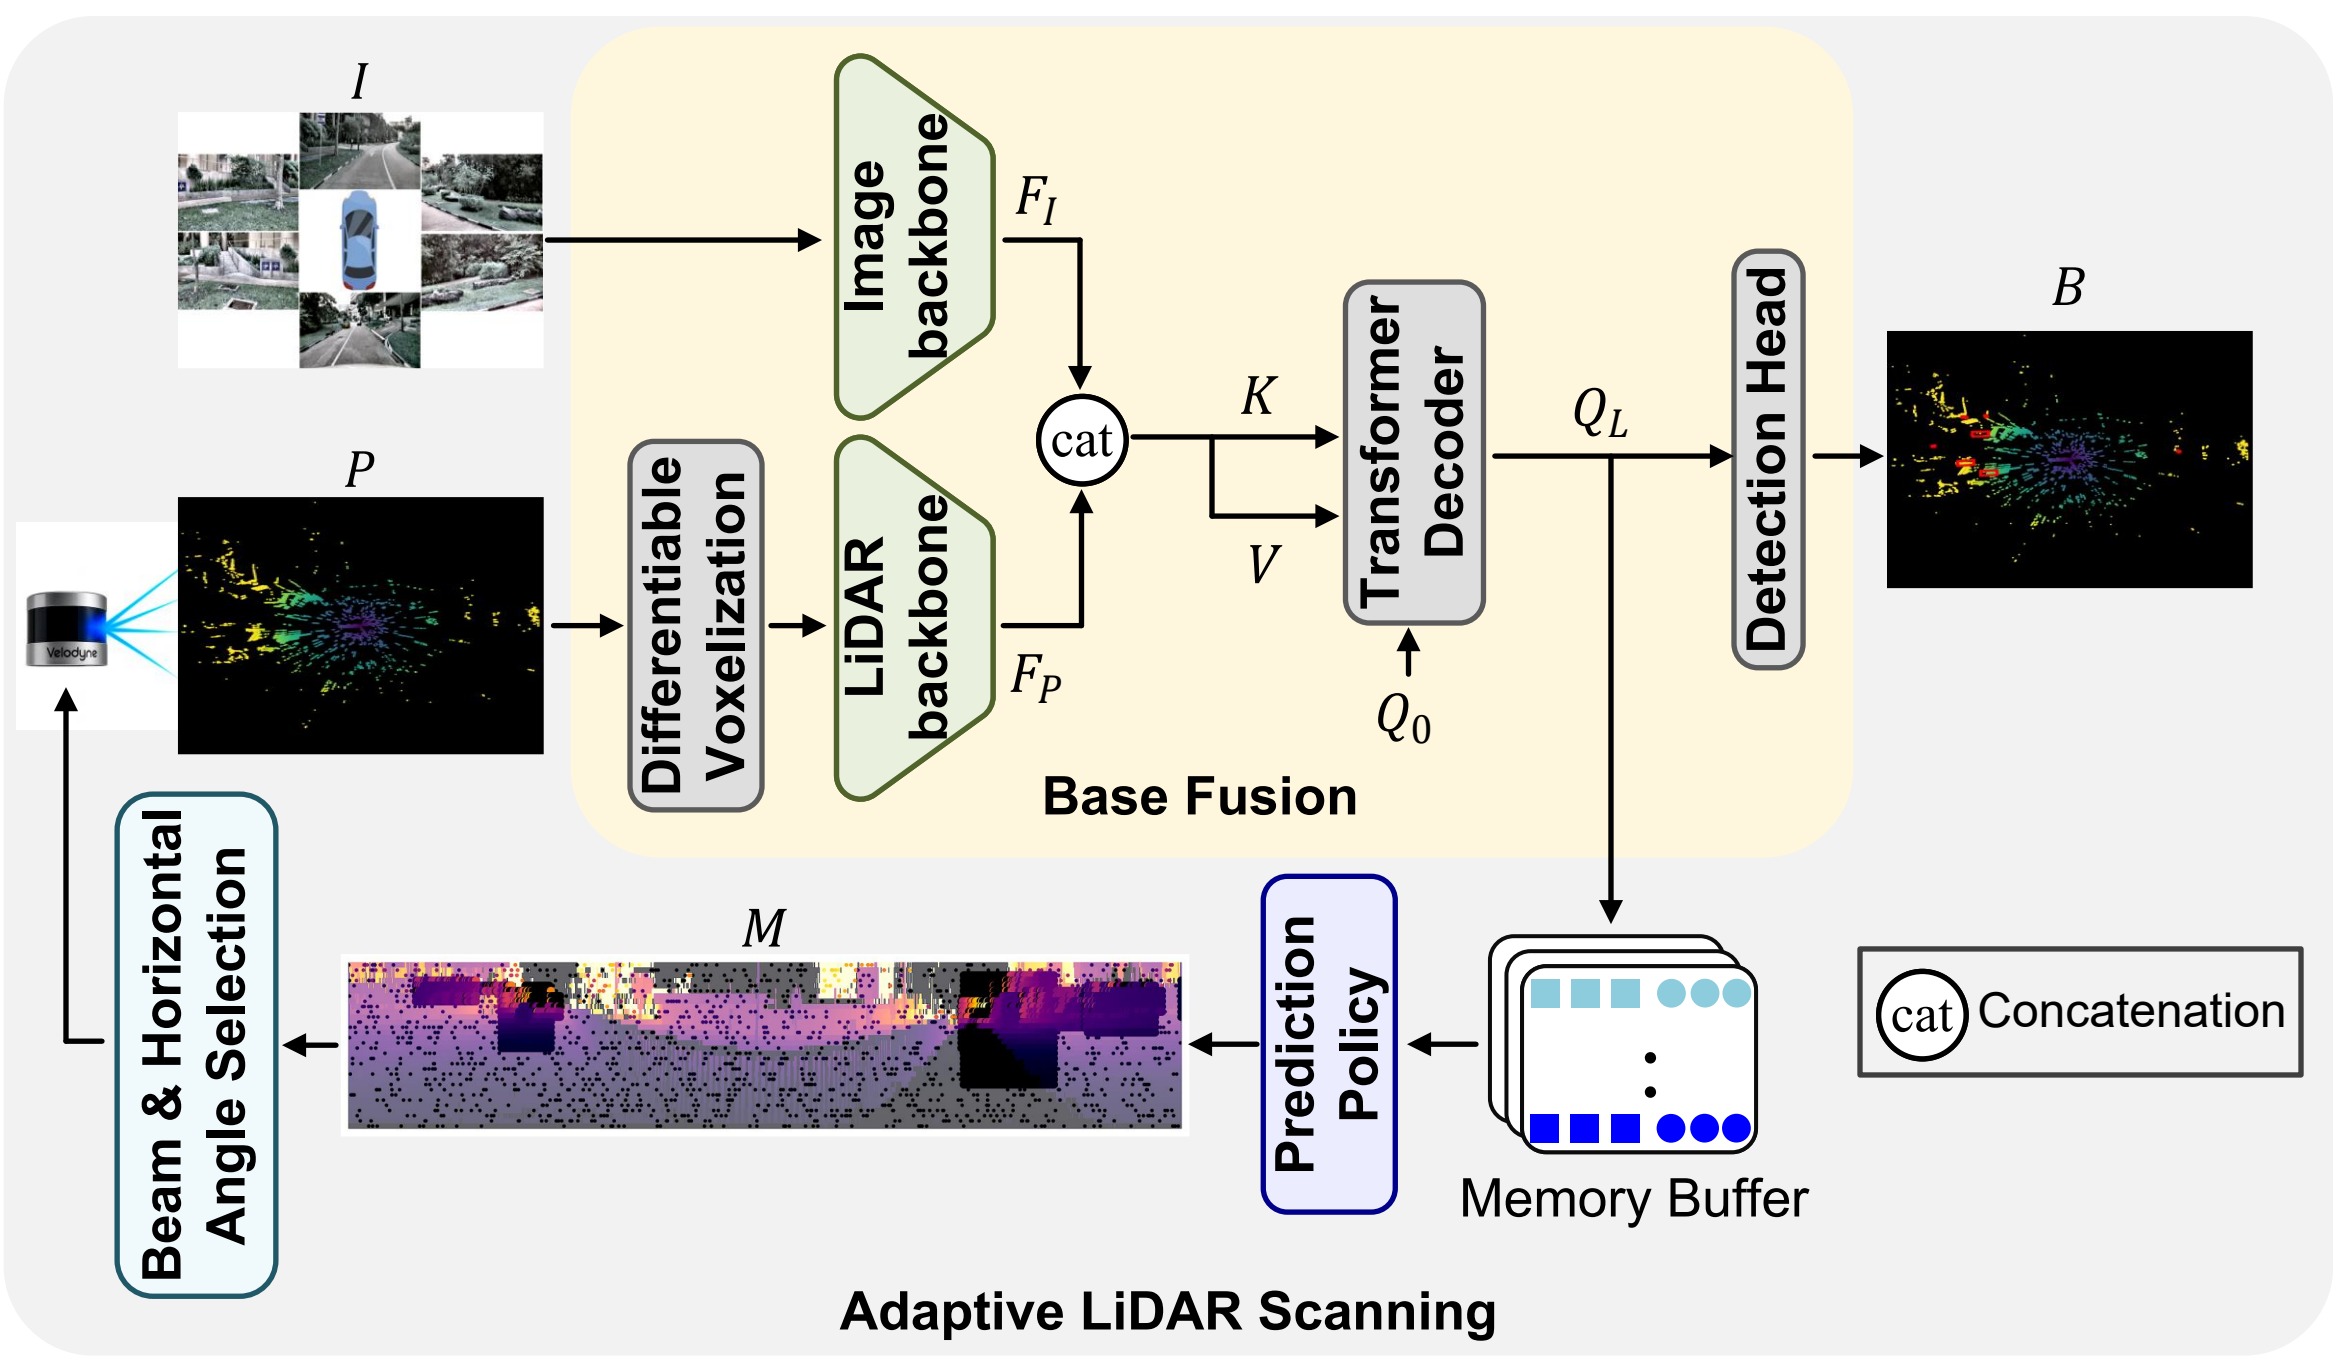 I
Image
backbone
F_I
P
Velodyne
Differentiable
Voxelization
LiDAR
backbone
F_P
cat
K
V
Transformer
Decoder
Q_0
Q_L
Detection Head
B
Base Fusion
Beam & Horizontal
Angle Selection
M
Prediction
Policy
Memory Buffer
cat Concatenation
Adaptive LiDAR Scanning